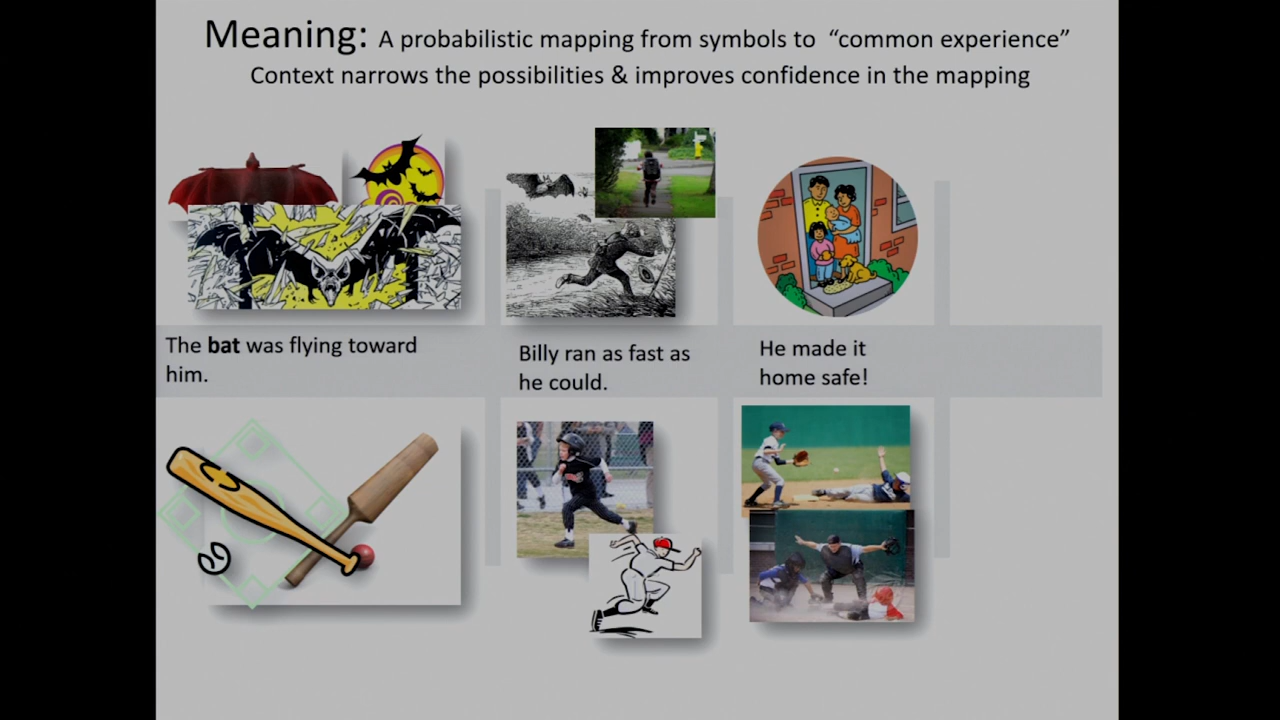 Meaning: A probabilistic mapping from symbols to “common experience”
Context narrows the possibilities & improves confidence in the mapping
The bat was flying toward
him.
Billy ran as fast as
he could.
He made it
home safe!